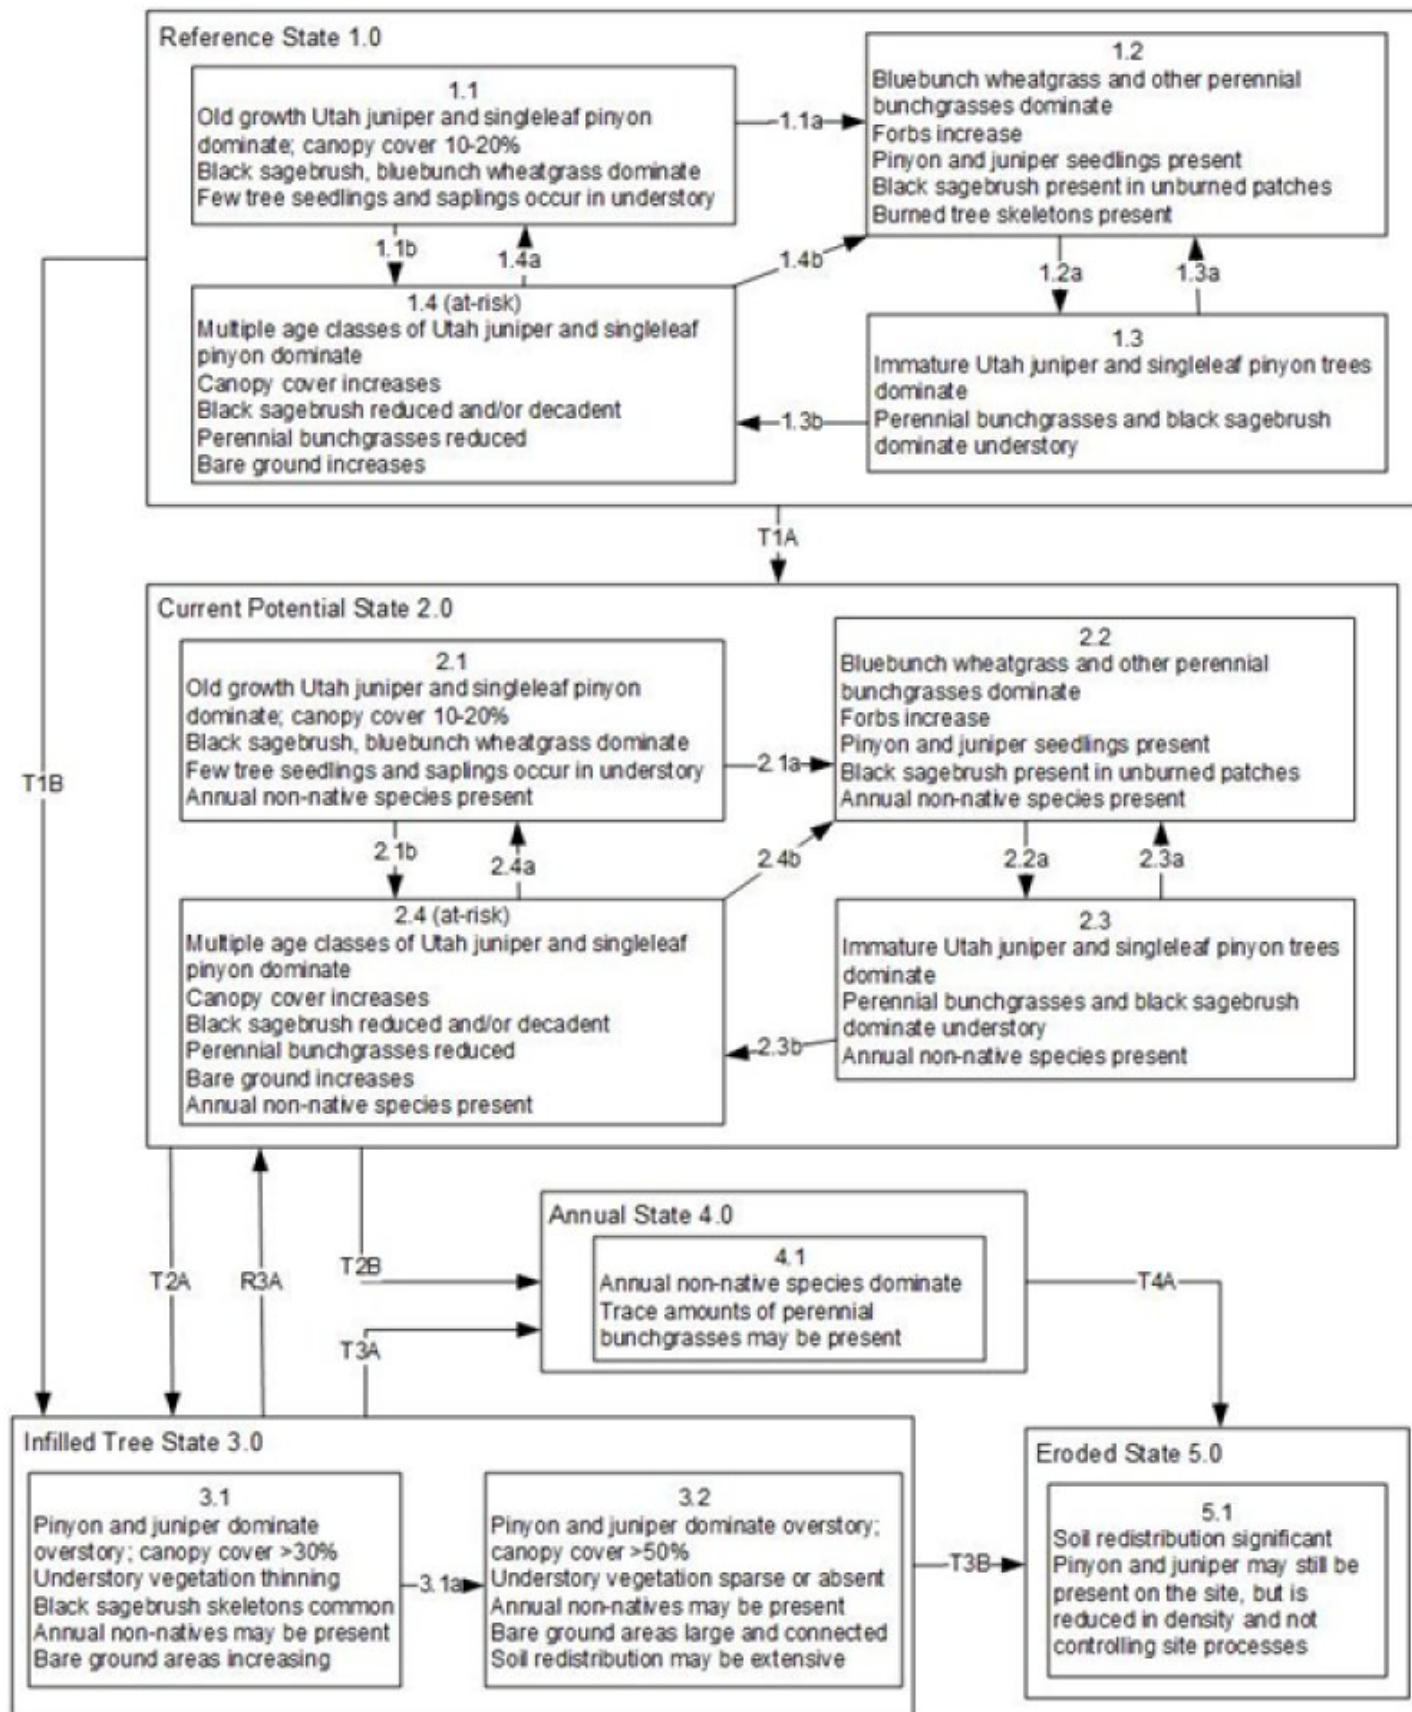 Reference State 1.0
1.1
Old growth Utah juniper and singleleaf pinyon
dominate; canopy cover 10-20%
Black sagebrush, bluebunch wheatgrass dominate
Few tree seedlings and saplings occur in understory
1.1a
1.2
Bluebunch wheatgrass and other perennial
bunchgrasses dominate
Forbs increase
Pinyon and juniper seedlings present
Black sagebrush present in unburned patches
Burned tree skeletons present
1.1b
1.4a
1.4b
1.2a
1.3a
1.4 (at-risk)
Multiple age classes of Utah juniper and singleleaf
pinyon dominate
Canopy cover increases
Black sagebrush reduced and/or decadent
Perennial bunchgrasses reduced
Bare ground increases
1.3b
1.3
Immature Utah juniper and singleleaf pinyon trees
dominate
Perennial bunchgrasses and black sagebrush
dominate understory
T1A
T1B
Current Potential State 2.0
2.1
Old growth Utah juniper and singleleaf pinyon
dominate; canopy cover 10-20%
Black sagebrush, bluebunch wheatgrass dominate
Few tree seedlings and saplings occur in understory
Annual non-native species present
2.1a
2.2
Bluebunch wheatgrass and other perennial
bunchgrasses dominate
Forbs increase
Pinyon and juniper seedlings present
Black sagebrush present in unburned patches
Annual non-native species present
2.1b
2.4a
2.4b
2.2a
2.3a
2.4 (at-risk)
Multiple age classes of Utah juniper and singleleaf
pinyon dominate
Canopy cover increases
Black sagebrush reduced and/or decadent
Perennial bunchgrasses reduced
Bare ground increases
Annual non-native species present
2.3b
2.3
Immature Utah juniper and singleleaf pinyon trees
dominate
Perennial bunchgrasses and black sagebrush
dominate understory
Annual non-native species present
T2A
R3A
T2B
T3A
Annual State 4.0
4.1
Annual non-native species dominate
Trace amounts of perennial
bunchgrasses may be present
T4A
Infilled Tree State 3.0
3.1
Pinyon and juniper dominate
overstory; canopy cover >30%
Understory vegetation thinning
Black sagebrush skeletons common
Annual non-natives may be present
Bare ground areas increasing
3.1a
3.2
Pinyon and juniper dominate overstory;
canopy cover >50%
Understory vegetation sparse or absent
Annual non-natives may be present
Bare ground areas large and connected
Soil redistribution may be extensive
T3B
Eroded State 5.0
5.1
Soil redistribution significant
Pinyon and juniper may still be
present on the site, but is
reduced in density and not
controlling site processes